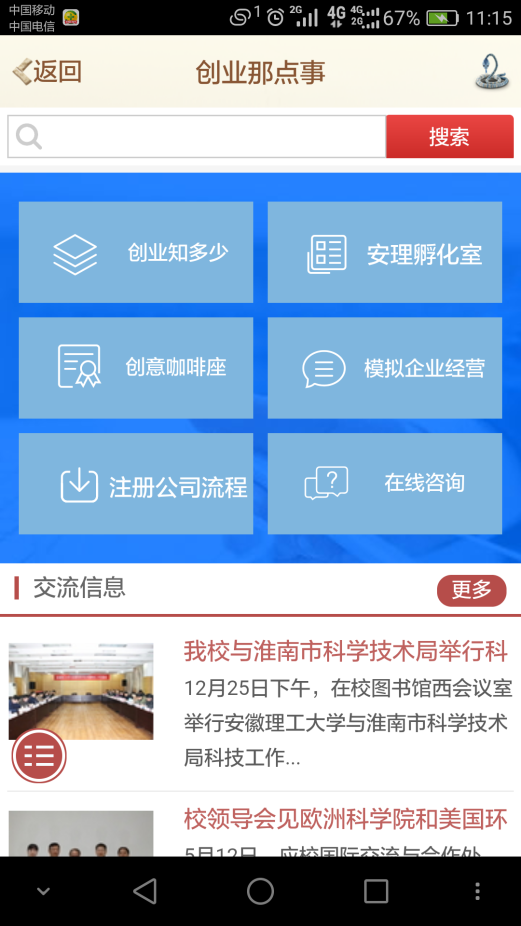 中国移动
中国电信
1
2G
4G
4G
2G
67%
11:15
返回
创业那点事
搜索
创业知多少
安理孵化室
创意咖啡座
模拟企业经营
注册公司流程
在线咨询
交流信息
更多
我校与淮南市科学技术局举行科
12月25日下午，在校图书馆西会议室
举行安徽理工大学与淮南市科学技术
局科技工作...
校领导会见欧洲科学院和美国环
5月12日，应校国际交流与合作处